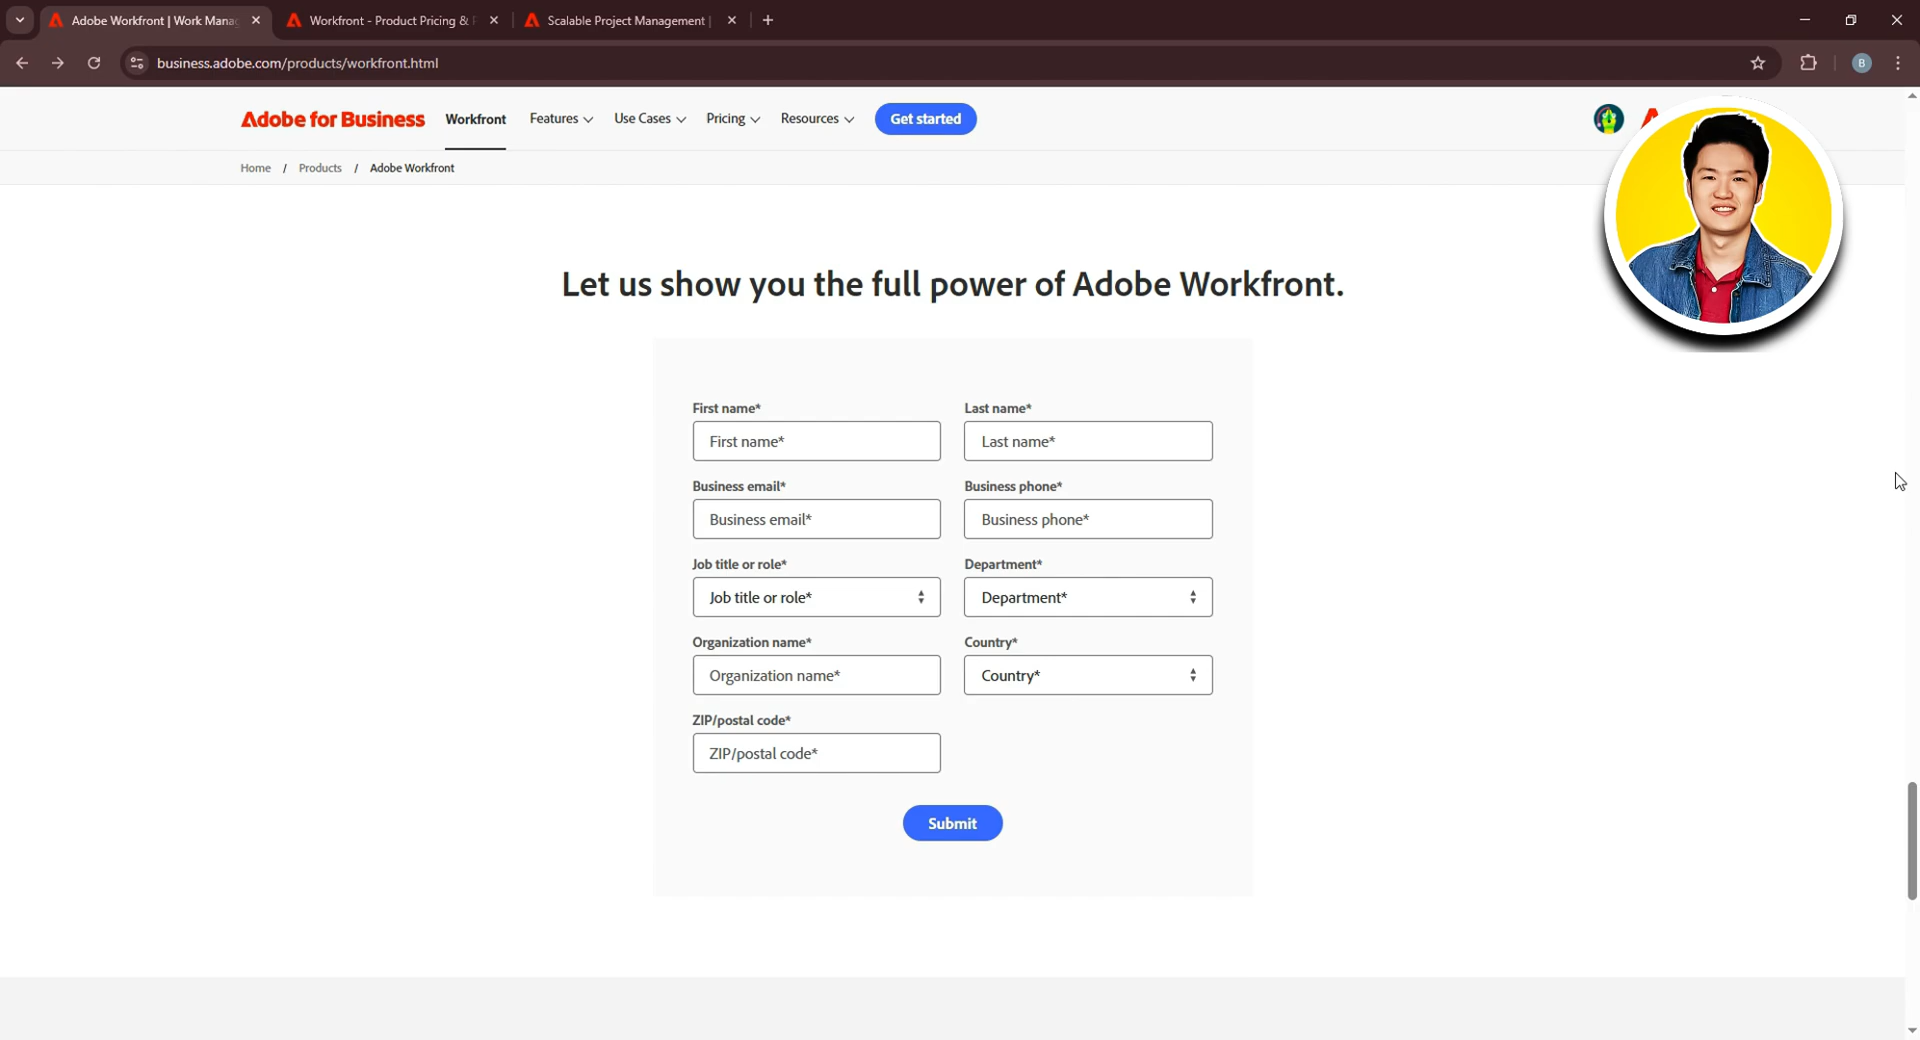 Adobe Workfront | Work Mana
Workfront - Product Pricing &
Scalable Project Management |
business.adobe.com/products/workfront.html
B
Adobe for Business
Workfront
Features
Use Cases
Pricing
Resources
Get started
Home / Products / Adobe Workfront
Let us show you the full power of Adobe Workfront.
First name*
Last name*
First name*
Last name*
Business email*
Business phone*
Business email*
Business phone*
Job title or role*
Department*
Job title or role*
Department*
Organization name*
Country*
Organization name*
Country*
ZIP/postal code*
ZIP/postal code*
Submit